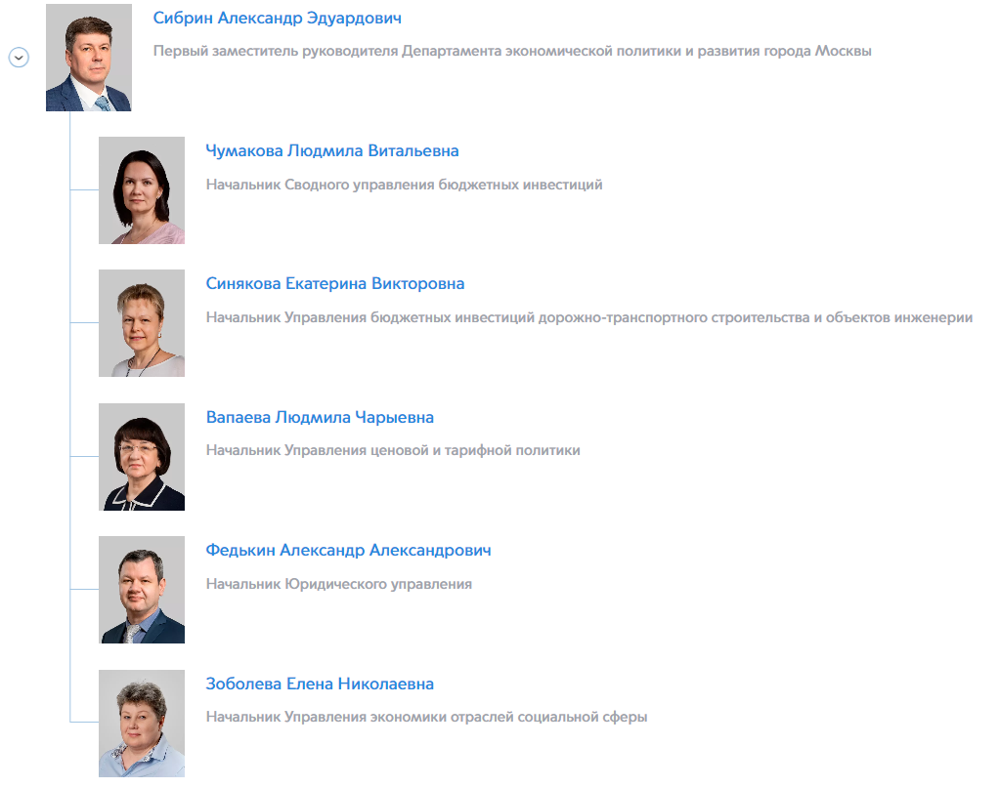 Сибрин Александр Эдуардович
Первый заместитель руководителя Департамента экономической политики и развития города Москвы
Чумакова Людмила Витальевна
Начальник Сводного управления бюджетных инвестиций
Синякова Екатерина Викторовна
Начальник Управления бюджетных инвестиций дорожно-транспортного строительства и объектов инженерии
Вапаева Людмила Чарыевна
Начальник Управления ценовой и тарифной политики
Федькин Александр Александрович
Начальник Юридического управления
Зоболева Елена Николаевна
Начальник Управления экономики отраслей социальной сферы